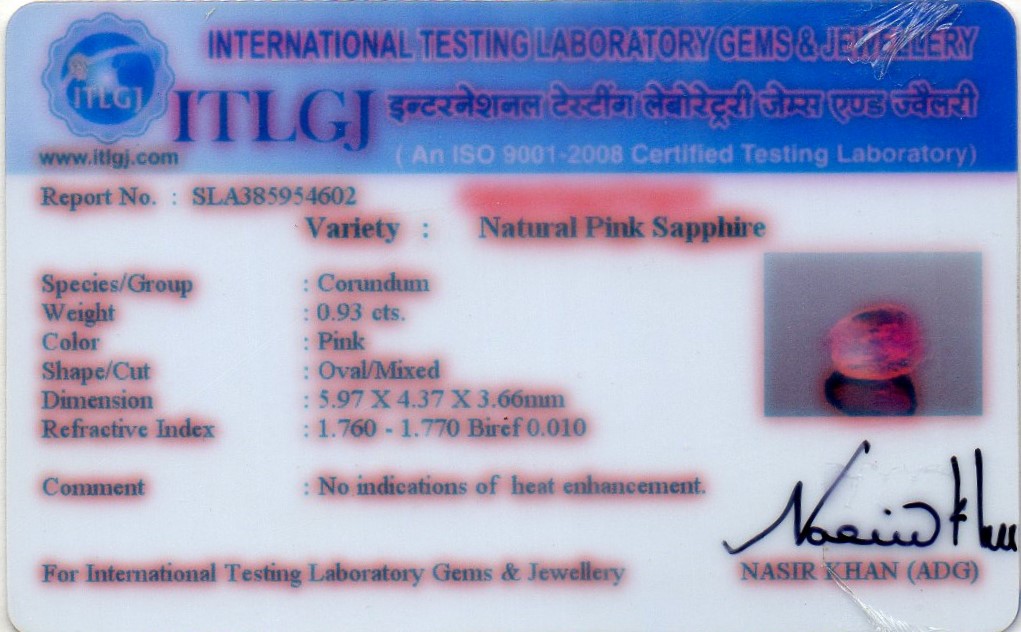 INTERNATIONAL TESTING LABORATORY GEMS & JEWELLERY
ITLGJ
ITLGJ इन्टरनेशनल टेस्टींग लेबोरेट्ररी जेम्स एण्ड ज्वैलरी
www.itlgj.com
( An ISO 9001-2008 Certified Testing Laboratory)
Report No. : SLA385954602
Variety : Natural Pink Sapphire
Species/Group : Corundum
Weight : 0.93 cts.
Color : Pink
Shape/Cut : Oval/Mixed
Dimension : 5.97 X 4.37 X 3.66mm
Refractive Index : 1.760 - 1.770 Biref 0.010
Comment : No indications of heat enhancement.
For International Testing Laboratory Gems & Jewellery
NASIR KHAN (ADG)